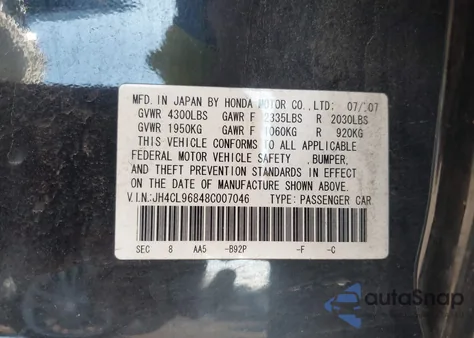 MFD. IN JAPAN BY HONDA MOTOR CO., LTD: 07/'07
GVWR 4300LBS GAWR F 2335LBS R 2030LBS
GVWR 1950KG GAWR F 1060KG R 920KG
THIS VEHICLE CONFORMS TO ALL APPLICABLE
FEDERAL MOTOR VEHICLE SAFETY ,BUMPER,
AND THEFT PREVENTION STANDARDS IN EFFECT
ON THE DATE OF MANUFACTURE SHOWN ABOVE.
V.I.N.:JH4CL96848C007046 TYPE: PASSENGER CAR
SEC 8 AA5 -B92P -F -C
autoSnap